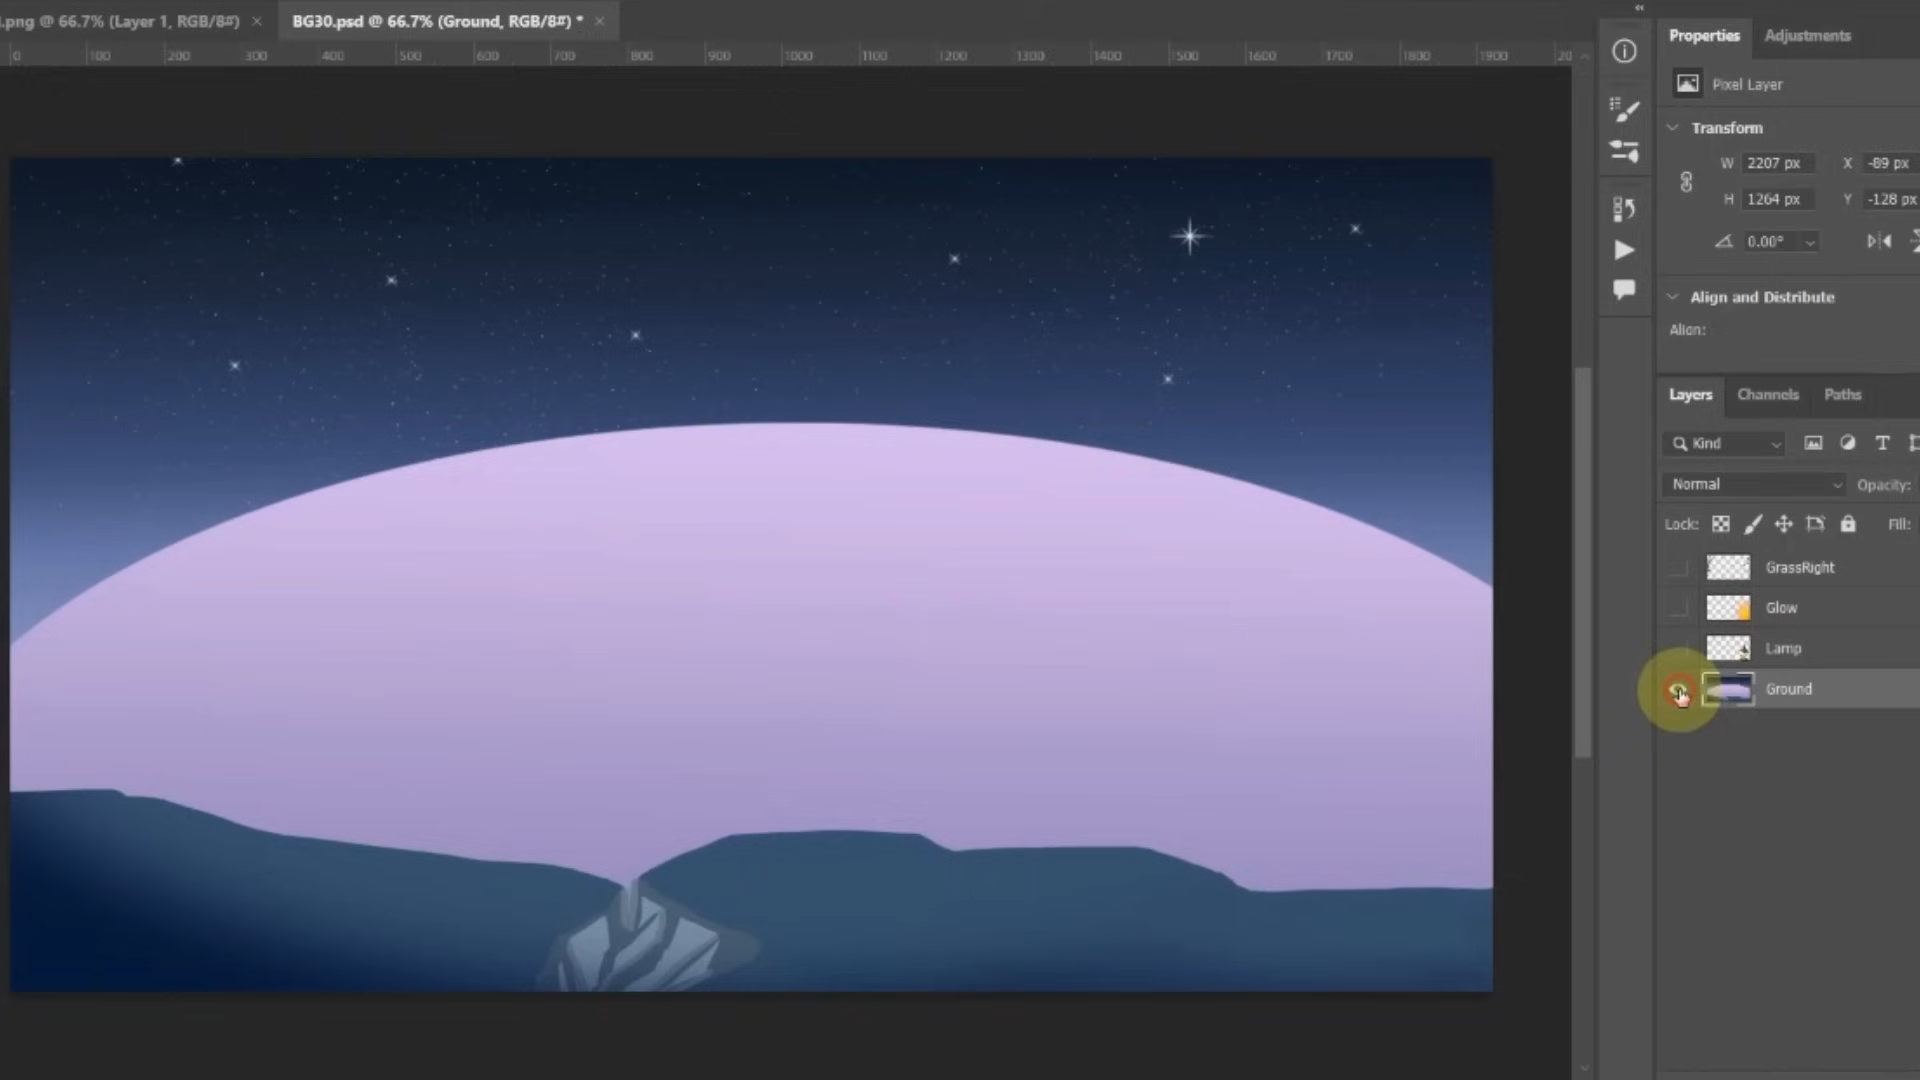 .png @ 66.7% (Layer 1, RGB/8#) ×
BG30.psd @ 66.7% (Ground, RGB/8#) * ×
0 100 200 300 400 500 600 700 800 900 1000 1100 1200 1300 1400 1500 1600 1700 1800 1900 20
Properties Adjustments
Pixel Layer
Transform
W 2207 px X -89 px
H 1264 px Y -128 px
0.00°
Align and Distribute
Align:
Layers Channels Paths
Kind
Normal Opacity:
Lock: Fill:
GrassRight
Glow
Lamp
Ground